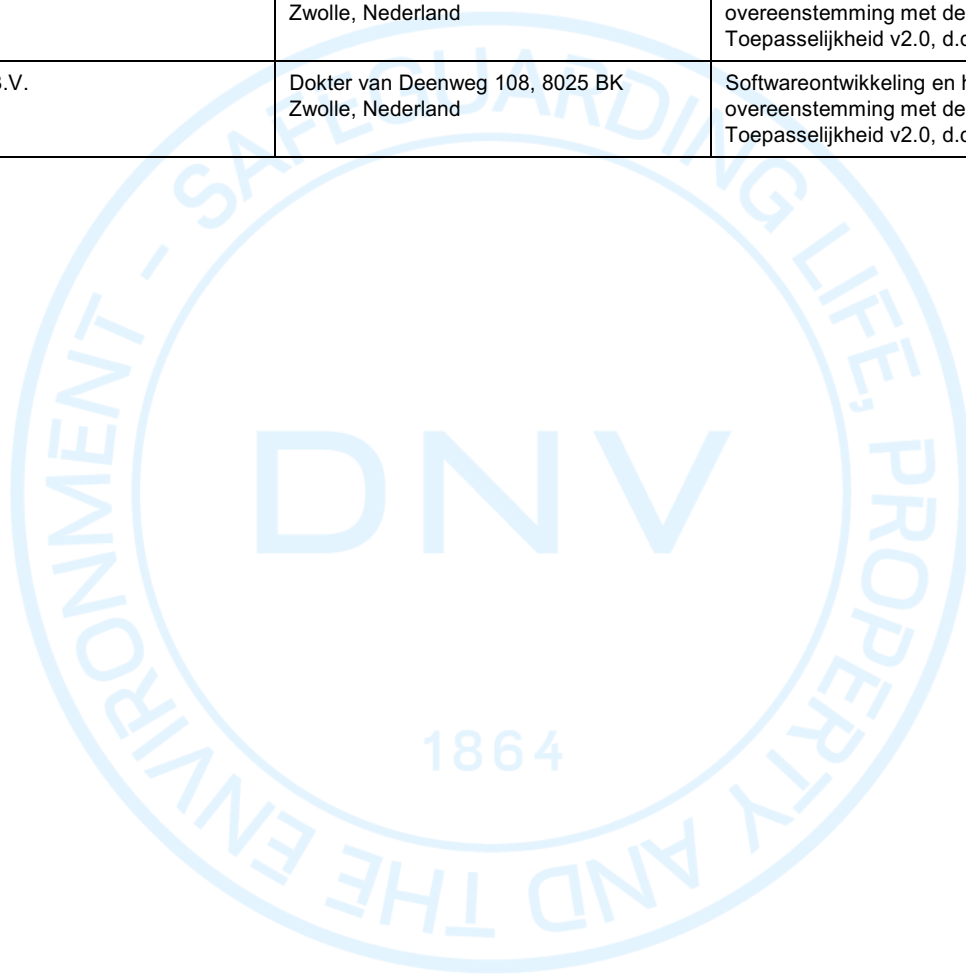 Zwolle, Nederland
overeenstemming met de
Toepasselijkheid v2.0, d.
B.V.
Dokter van Deenweg 108, 8025 BK
Zwolle, Nederland
Softwareontwikkeling en
overeenstemming met de
Toepasselijkheid v2.0, d.
SAFEGUARDING LIFE, PROPERTY AND THE ENVIRONMENT -
DNV
1864